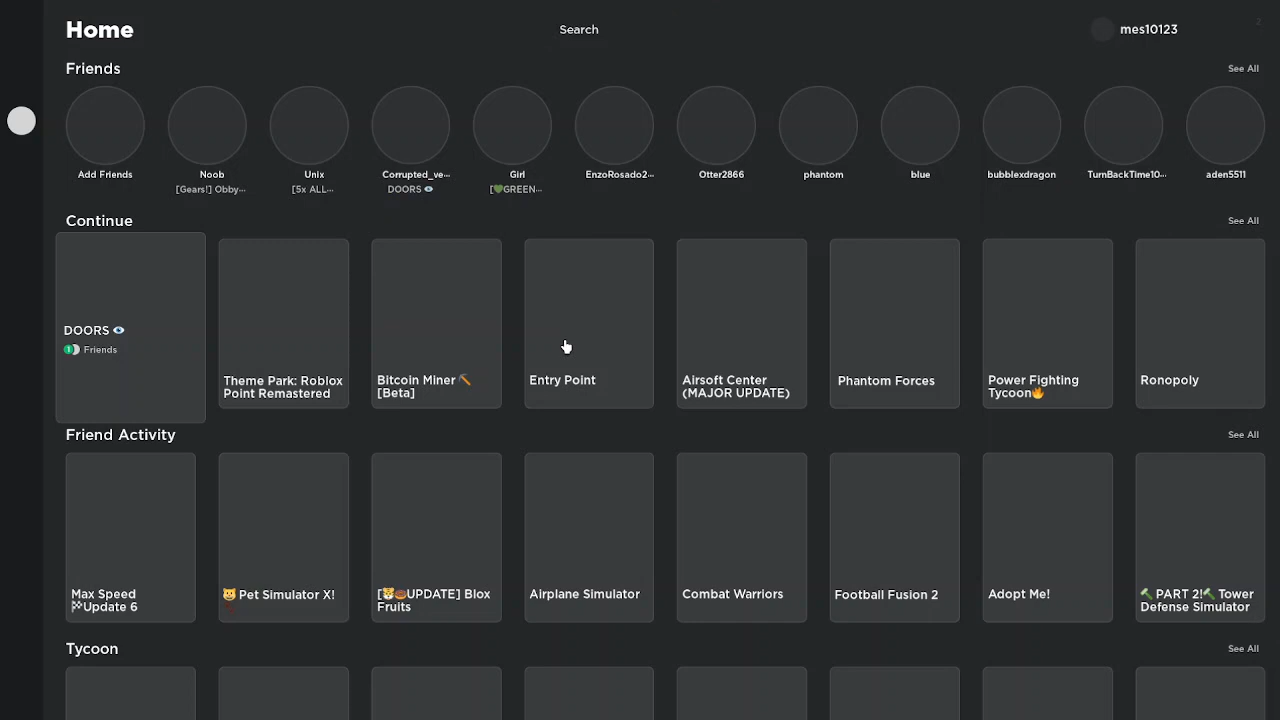 Home
Search
mes10123
2
Friends
See All
Add Friends
Noob
Unix
Corrupted_ve...
Girl
EnzoRosado2...
Otter2866
phantom
blue
bubblexdragon
TurnBackTime10...
aden5511
[Gears!] Obby...
[5x ALL...
DOORS 👁️
[💚GREEN...
Continue
See All
DOORS 👁️
1 Friends
Theme Park: Roblox
Point Remastered
Bitcoin Miner ⛏️
[Beta]
Entry Point
Airsoft Center
(MAJOR UPDATE)
Phantom Forces
Power Fighting
Tycoon🔥
Ronopoly
Friend Activity
See All
Max Speed
🏁Update 6
😺 Pet Simulator X!
[🐯🍩UPDATE] Blox
Fruits
Airplane Simulator
Combat Warriors
Football Fusion 2
Adopt Me!
🔨 PART 2!🔨 Tower
Defense Simulator
Tycoon
See All